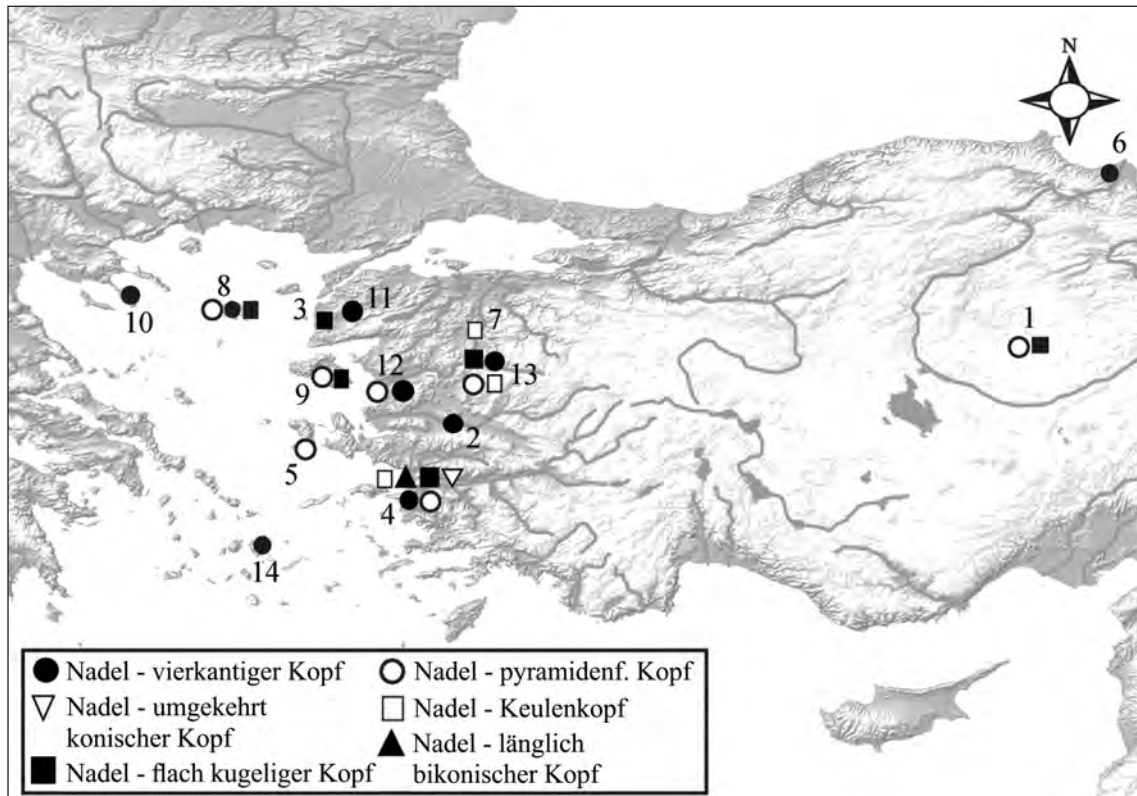 N
6
8
3
11
10
7
1
12
13
9
2
5
4
14
Nadel - vierkantiger Kopf
Nadel - umgekehrt
konischer Kopf
Nadel - flach kugeliger Kopf
Nadel - pyramidenf. Kopf
Nadel - Keulenkopf
Nadel - länglich
bikonischer Kopf